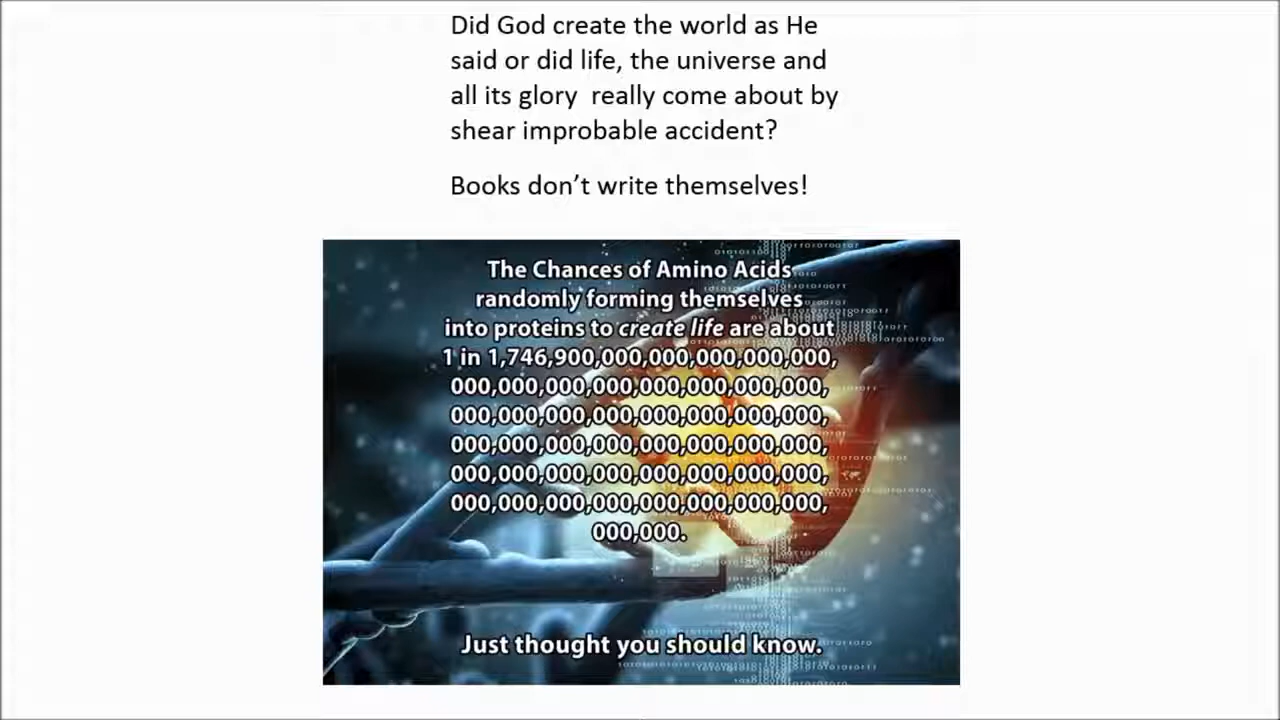 Did God create the world as He
said or did life, the universe and
all its glory  really come about by
shear improbable accident?
Books don't write themselves!
The Chances of Amino Acids
randomly forming themselves
into proteins to create life are about
1 in 1,746,900,000,000,000,000,000,
000,000,000,000,000,000,000,000,
000,000,000,000,000,000,000,000,
000,000,000,000,000,000,000,000,
000,000,000,000,000,000,000,000,
000,000,000,000,000,000,000,000,
000,000.
Just thought you should know.